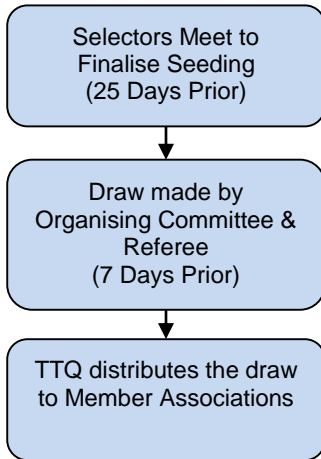 Selectors Meet to
Finalise Seeding
(25 Days Prior)
Draw made by
Organising Committee &
Referee
(7 Days Prior)
TTQ distributes the draw
to Member Associations